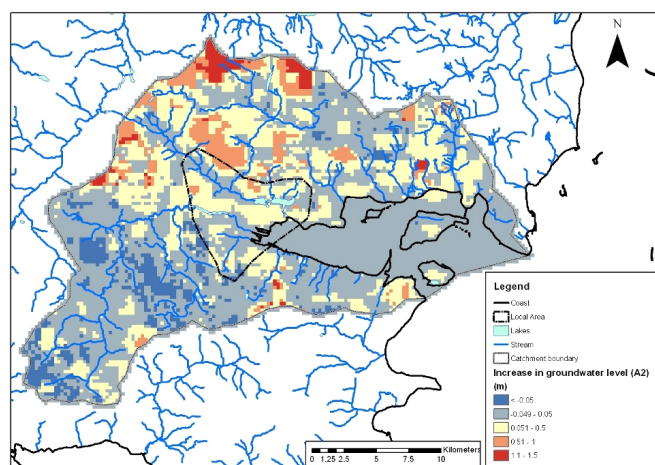 N
Legend
Coast
Local Area
Lakes
Stream
Catchment boundary
Increase in groundwater level (A2)
(m)
< -0.05
-0.049 - 0.05
0.051 - 0.5
0.51 - 1
1.1 - 1.5
Kilometers
0 1.25 2.5 5 7.5 10